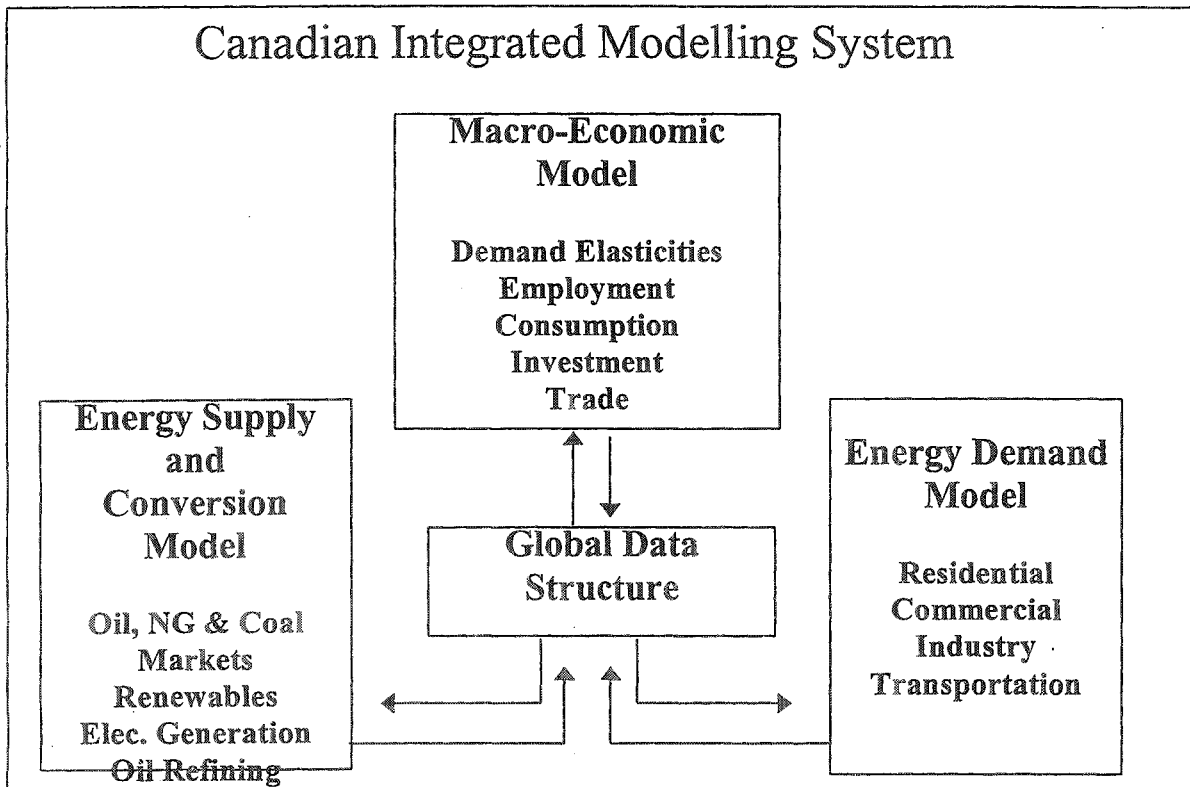 Canadian Integrated Modelling System
Macro-Economic
Model
Demand Elasticities
Employment
Consumption
Investment
Trade
Energy Supply
and
Conversion
Model
Oil, NG & Coal
Markets
Renewables
Elec. Generation
Oil Refining
Global Data
Structure
Energy Demand
Model
Residential
Commercial
Industry
Transportation